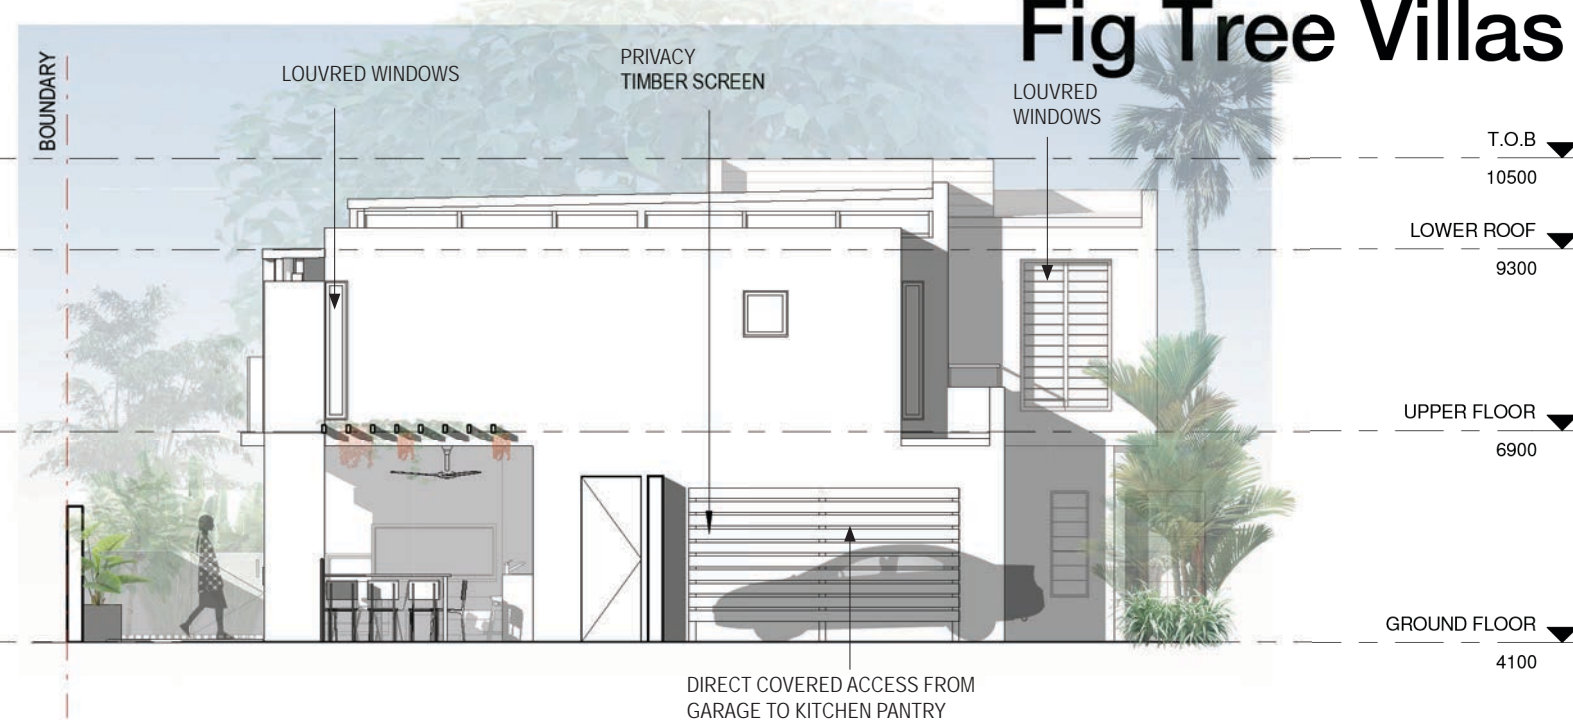 Fig Tree Villas
BOUNDARY
LOUVRED WINDOWS
PRIVACY
TIMBER SCREEN
LOUVRED
WINDOWS
T.O.B
10500
LOWER ROOF
9300
UPPER FLOOR
6900
GROUND FLOOR
4100
DIRECT COVERED ACCESS FROM
GARAGE TO KITCHEN PANTRY